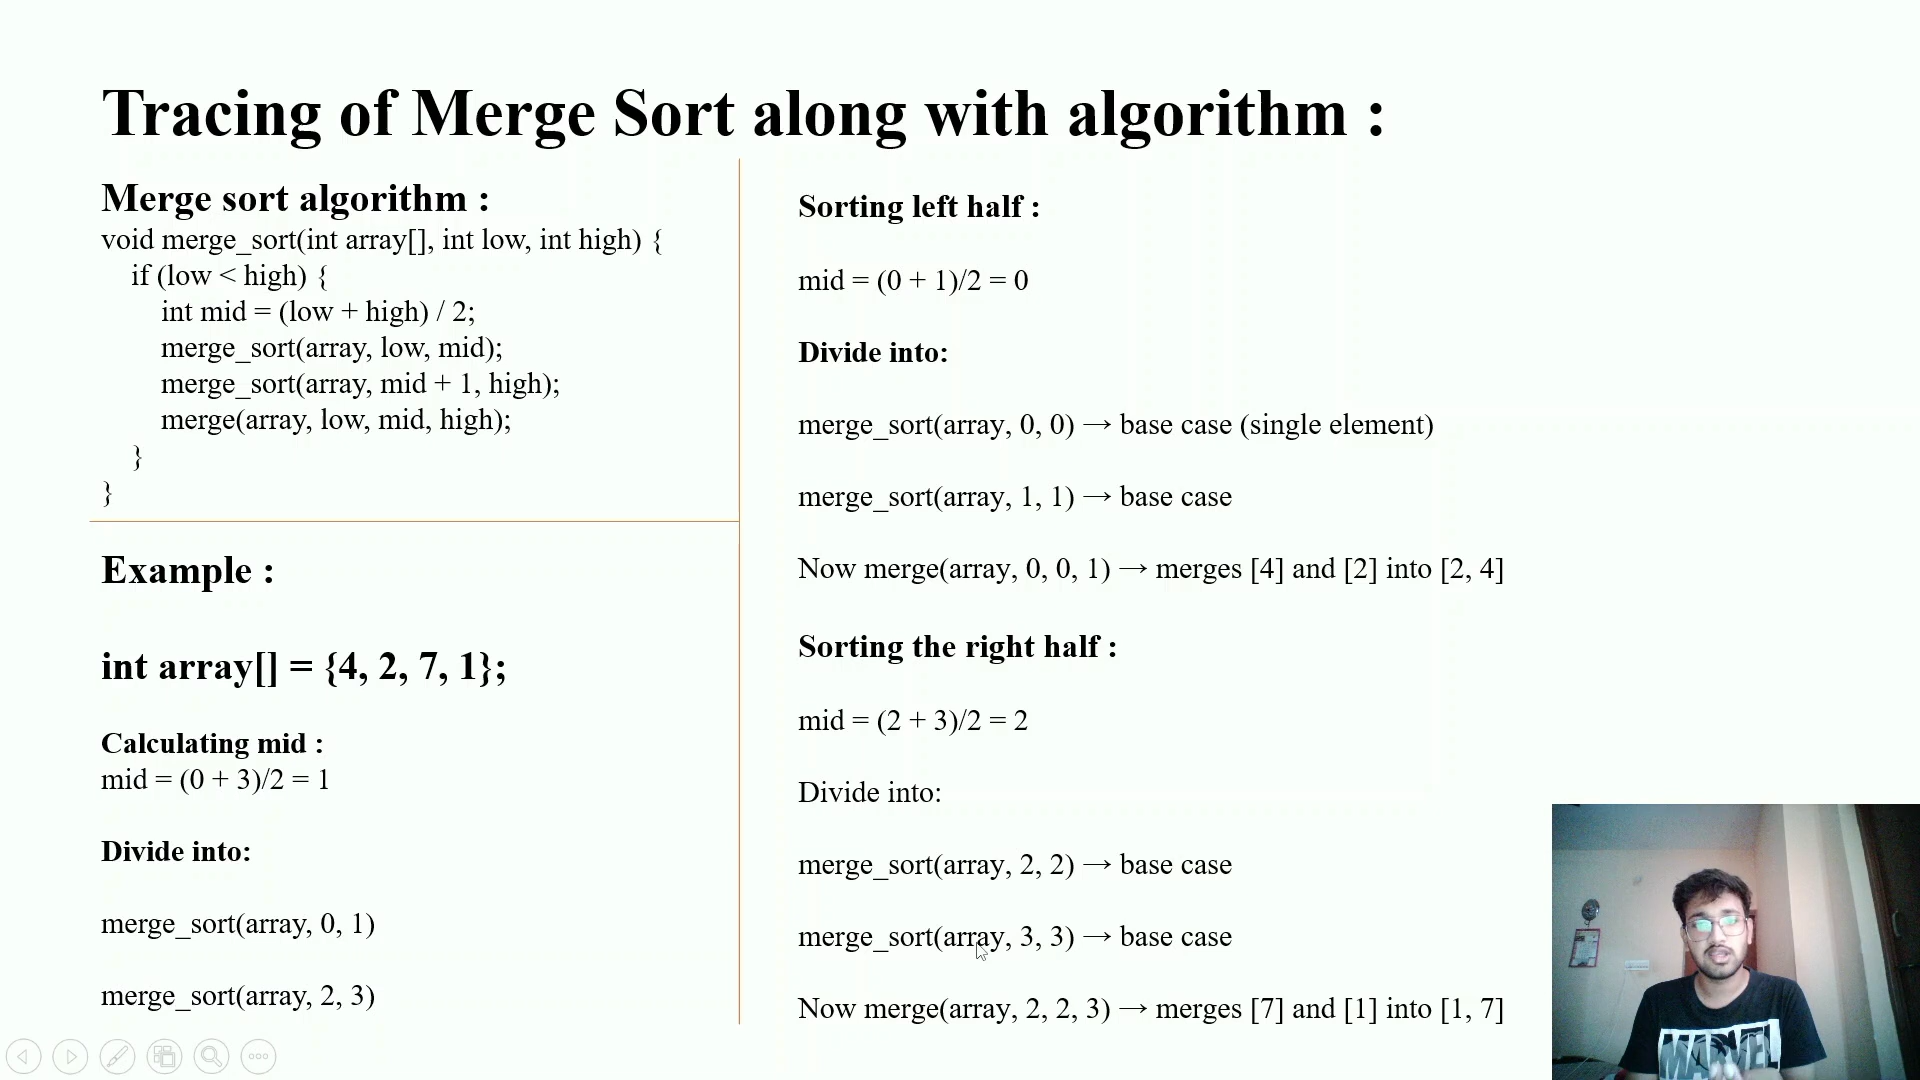 Tracing of Merge Sort along with algorithm :
Merge sort algorithm :
void merge_sort(int array[], int low, int high) {
if (low < high) {
int mid = (low + high) / 2;
merge_sort(array, low, mid);
merge_sort(array, mid + 1, high);
merge(array, low, mid, high);
}
}
Example :
int array[] = {4, 2, 7, 1};
Calculating mid :
mid = (0 + 3)/2 = 1
Divide into:
merge_sort(array, 0, 1)
merge_sort(array, 2, 3)
Sorting left half :
mid = (0 + 1)/2 = 0
Divide into:
merge_sort(array, 0, 0) → base case (single element)
merge_sort(array, 1, 1) → base case
Now merge(array, 0, 0, 1) → merges [4] and [2] into [2, 4]
Sorting the right half :
mid = (2 + 3)/2 = 2
Divide into:
merge_sort(array, 2, 2) → base case
merge_sort(array, 3, 3) → base case
Now merge(array, 2, 2, 3) → merges [7] and [1] into [1, 7]
MARVEL